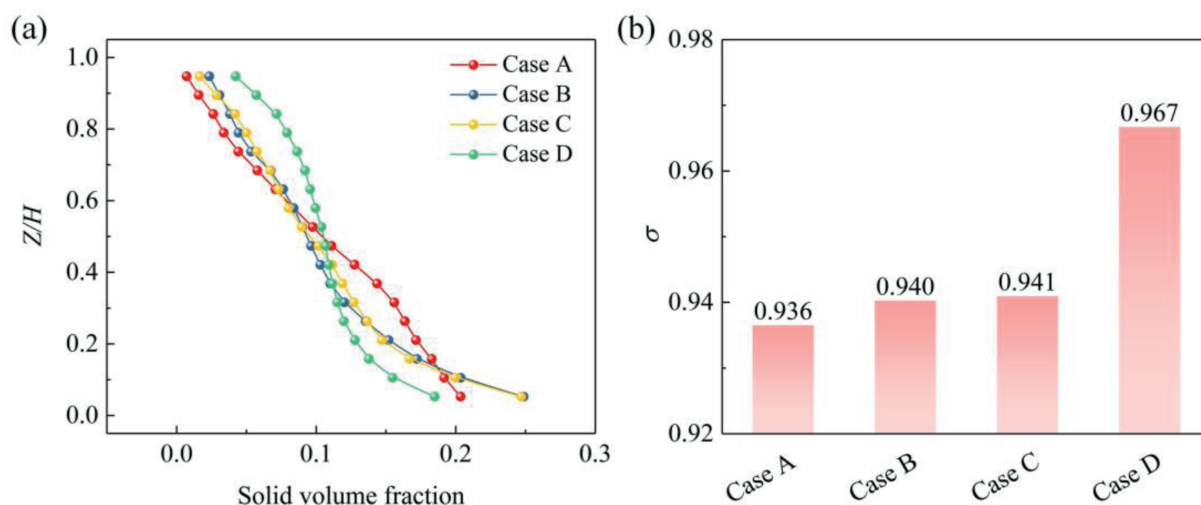 (a)
1.0
0.8
0.6
0.4
0.2
0.0
Z/H
0.0 0.1 0.2 0.3
Solid volume fraction
Case A
Case B
Case C
Case D
(b)
0.98
0.96
0.94
0.92
σ
0.936
0.940
0.941
0.967
Case A
Case B
Case C
Case D